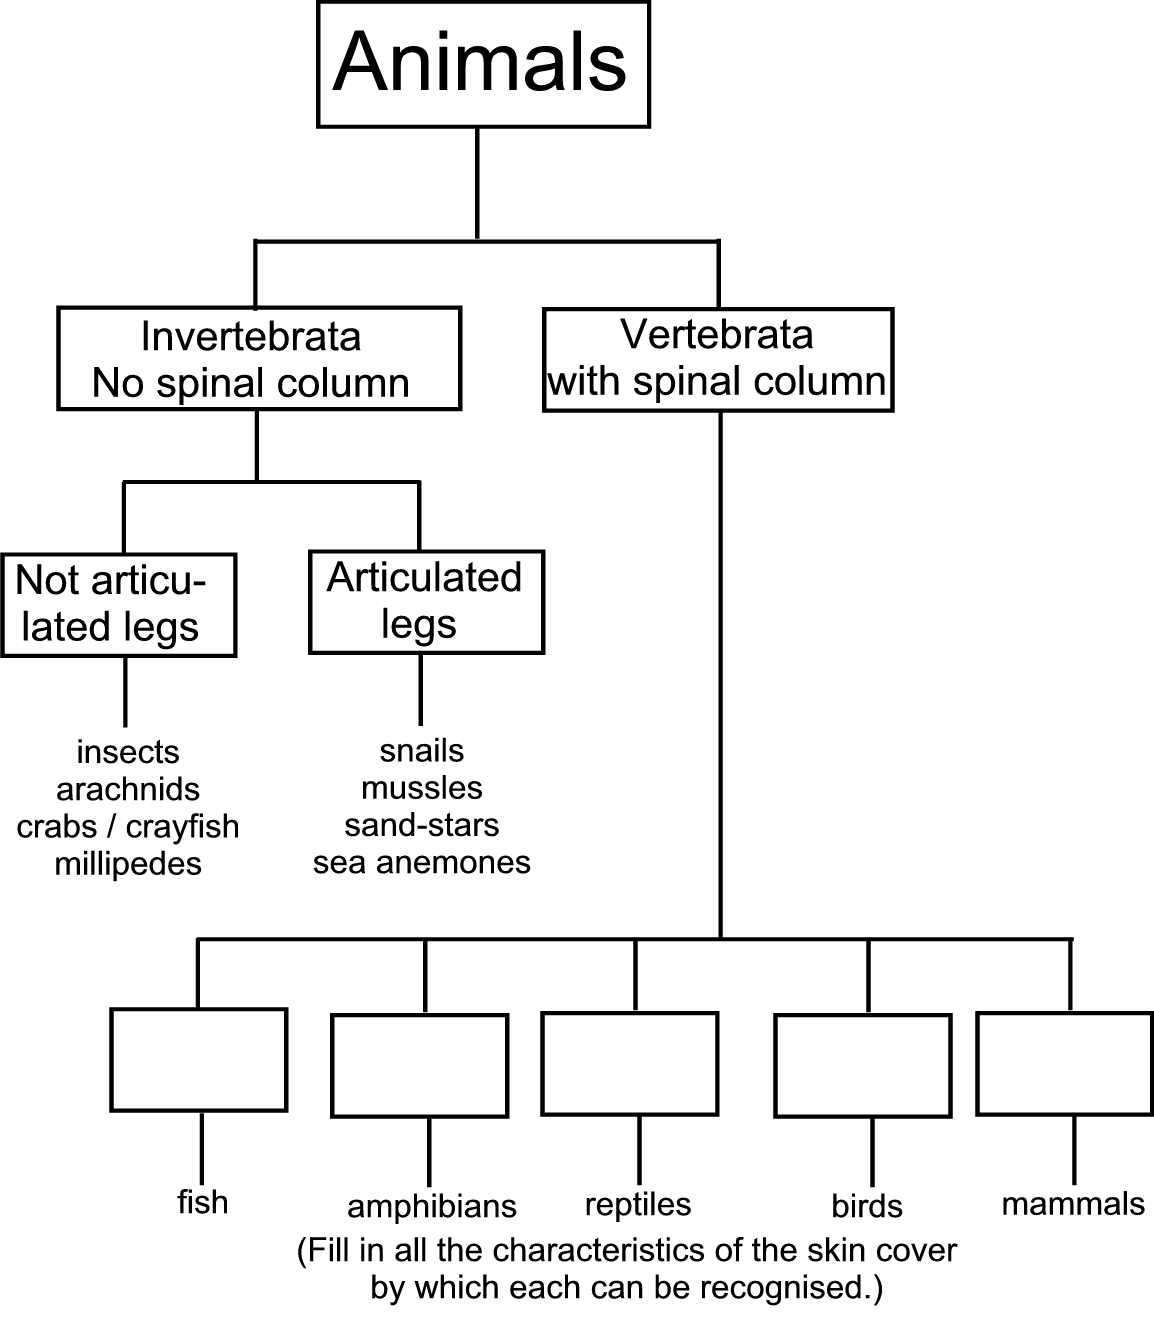 Animals
Invertebrata
No spinal column
Vertebrata
with spinal column
Not articu-
lated legs
Articulated
legs
insects
arachnids
crabs / crayfish
millipedes
snails
mussles
sand-stars
sea anemones
fish
amphibians
reptiles
birds
mammals
(Fill in all the characteristics of the skin cover
by which each can be recognised.)